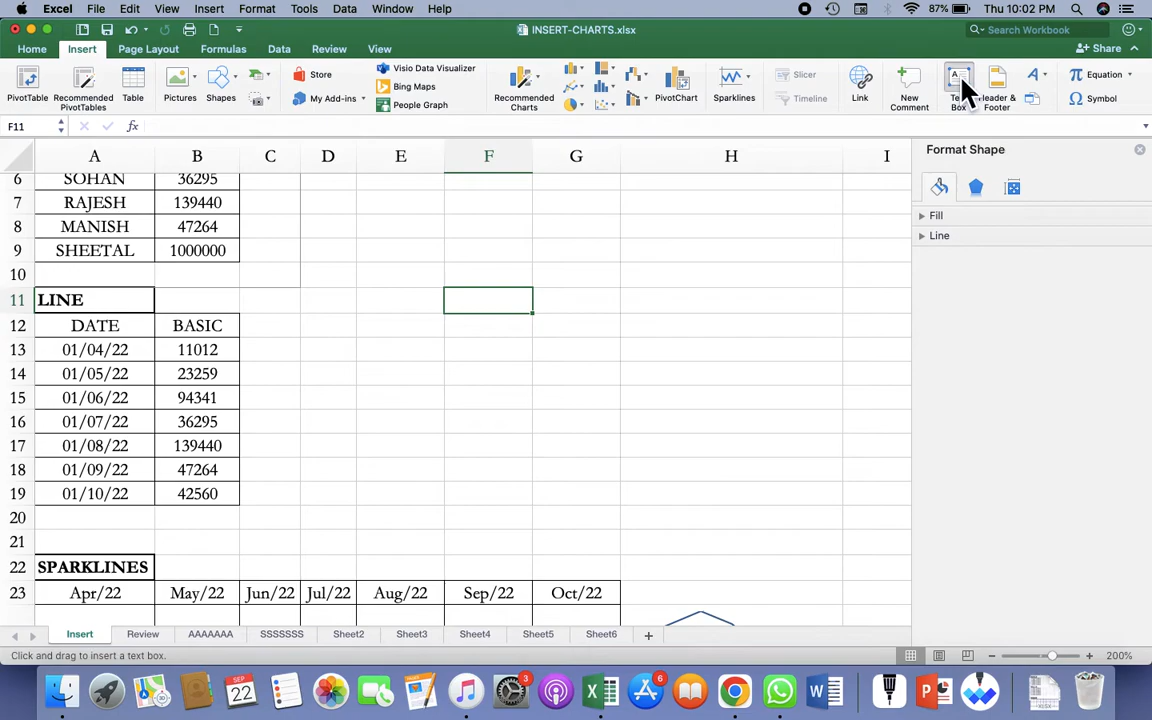 Excel File Edit View Insert Format Tools Data Window Help 87% Thu 10:02 PM
INSERT-CHARTS.xlsx Search Workbook
Home Insert Page Layout Formulas Data Review View Share
PivotTable
Recommended
PivotTables
Table
Pictures
Shapes
Store
My Add-ins
Visio Data Visualizer
Bing Maps
People Graph
Recommended
Charts
PivotChart
Sparklines
Slicer
Timeline
Link
New
Comment
Box
Header &
Footer
Equation
Symbol
F11 fx
A B C D E F G H I
6 SOHAN 36295
7 RAJESH 139440
8 MANISH 47264
9 SHEETAL 1000000
10
11 LINE
12 DATE BASIC
13 01/04/22 11012
14 01/05/22 23259
15 01/06/22 94341
16 01/07/22 36295
17 01/08/22 139440
18 01/09/22 47264
19 01/10/22 42560
20
21
22 SPARKLINES
23 Apr/22 May/22 Jun/22 Jul/22 Aug/22 Sep/22 Oct/22
Format Shape
Fill
Line
Insert Review AAAAAAA SSSSSSS Sheet2 Sheet3 Sheet4 Sheet5 Sheet6
Click and drag to insert a text box. 200%
SEP
22
3
6